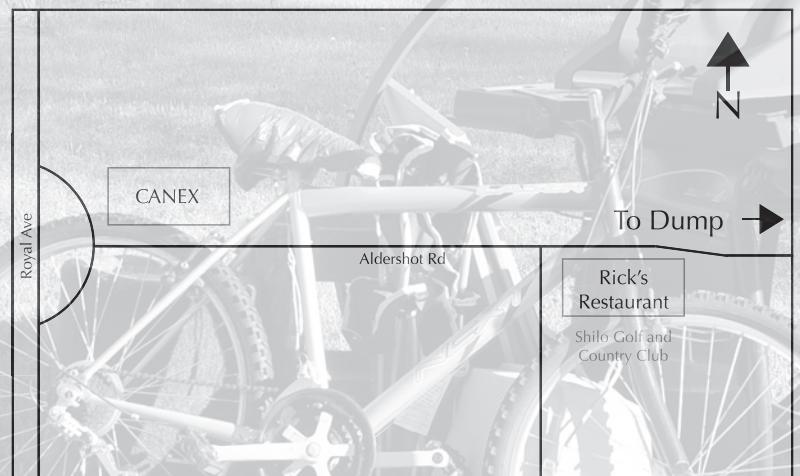 N
CANEX
To Dump
Royal Ave
Aldershot Rd
Rick's
Restaurant
Shilo Golf and
Country Club